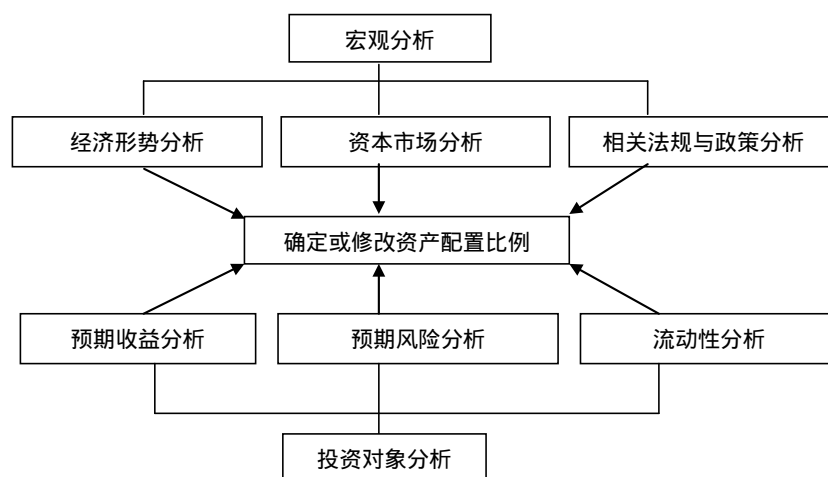 宏观分析
经济形势分析
资本市场分析
相关法规与政策分析
确定或修改资产配置比例
预期收益分析
预期风险分析
流动性分析
投资对象分析